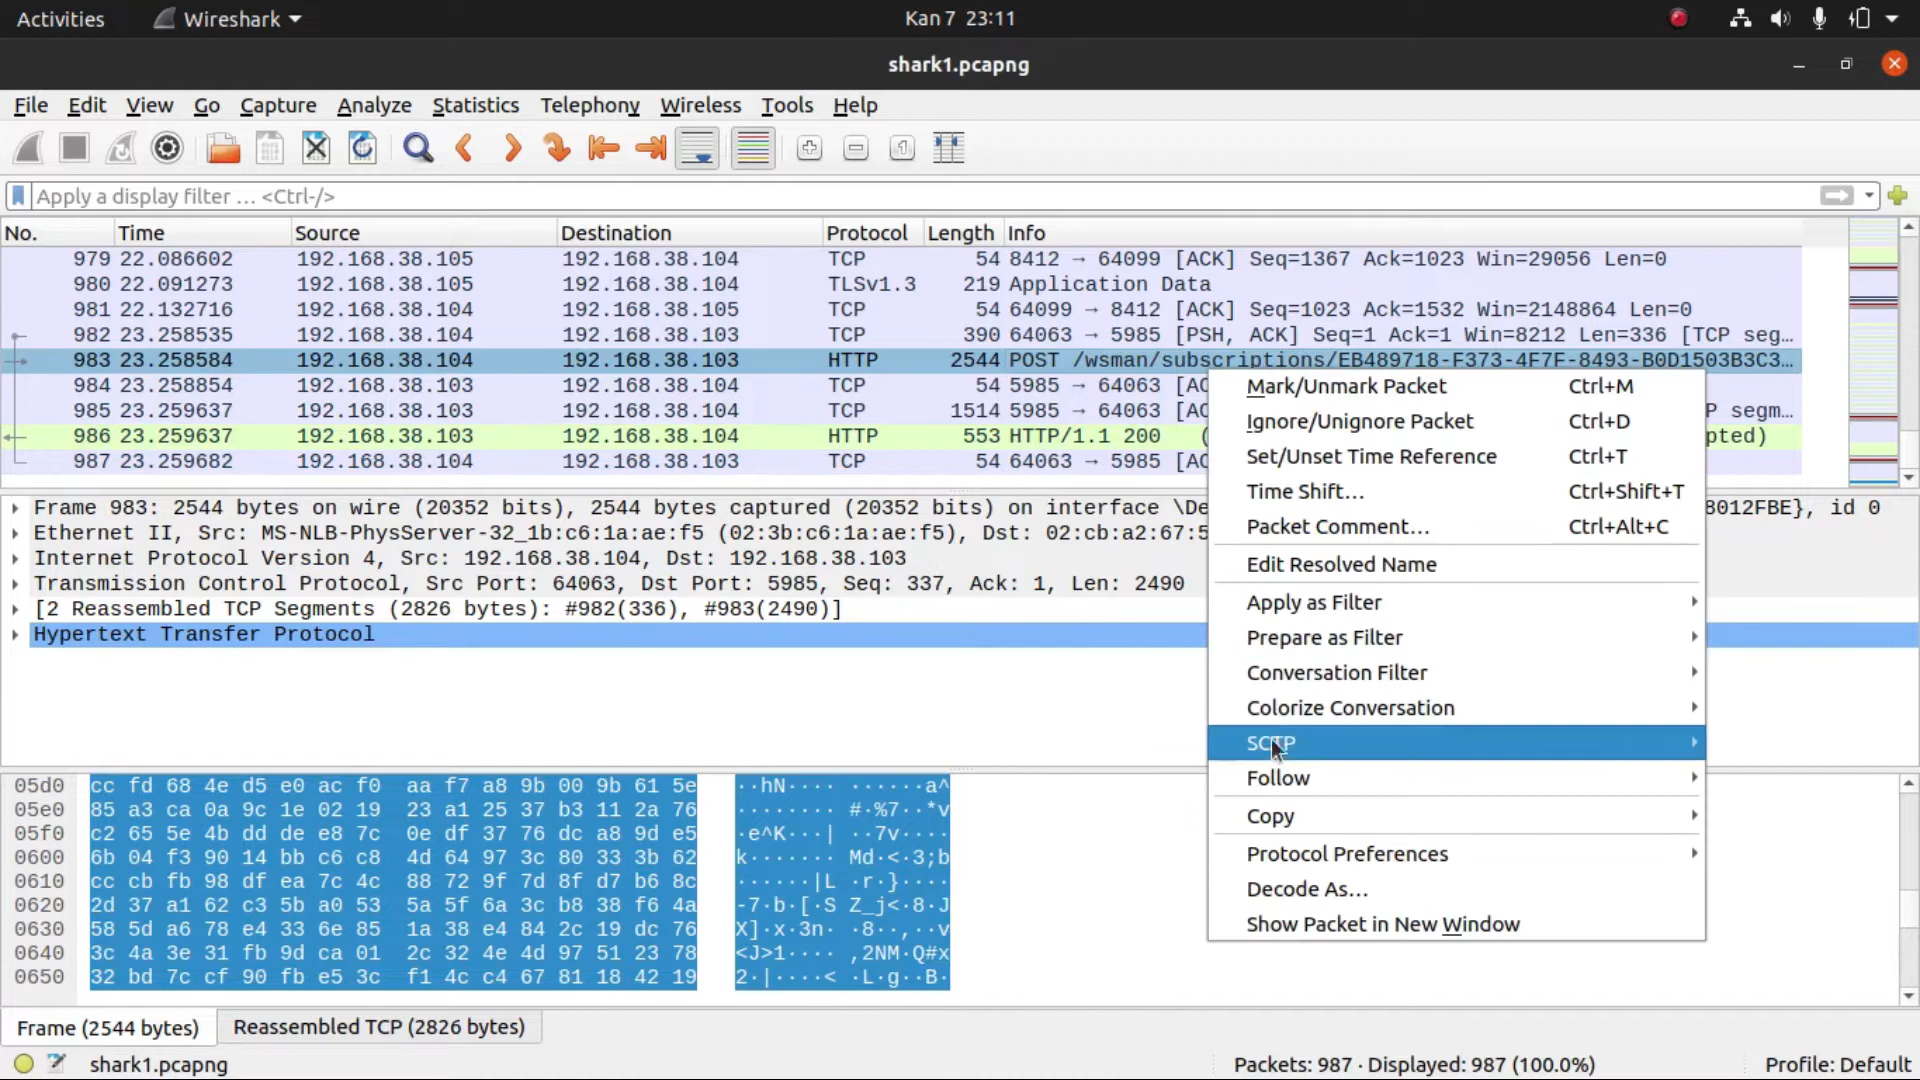 Activities Wireshark Kan 7 23:11
shark1.pcapng
File Edit View Go Capture Analyze Statistics Telephony Wireless Tools Help
Apply a display filter … <Ctrl-/>
No. Time Source Destination Protocol Length Info
979 22.086602 192.168.38.105 192.168.38.104 TCP 54 8412 → 64099 [ACK] Seq=1367 Ack=1023 Win=29056 Len=0
980 22.091273 192.168.38.105 192.168.38.104 TLSv1.3 219 Application Data
981 22.132716 192.168.38.104 192.168.38.105 TCP 54 64099 → 8412 [ACK] Seq=1023 Ack=1532 Win=2148864 Len=0
982 23.258535 192.168.38.104 192.168.38.103 TCP 390 64063 → 5985 [PSH, ACK] Seq=1 Ack=1 Win=8212 Len=336 [TCP seg…
983 23.258584 192.168.38.104 192.168.38.103 HTTP 2544 POST /wsman/subscriptions/EB489718-F373-4F7F-8493-B0D1503B3C3…
984 23.258854 192.168.38.103 192.168.38.104 TCP 54 5985 → 64063 [AC
985 23.259637 192.168.38.103 192.168.38.104 TCP 1514 5985 → 64063 [AC P segm…
986 23.259637 192.168.38.103 192.168.38.104 HTTP 553 HTTP/1.1 200 ( pted)
987 23.259682 192.168.38.104 192.168.38.103 TCP 54 64063 → 5985 [AC
Mark/Unmark Packet Ctrl+M
Ignore/Unignore Packet Ctrl+D
Set/Unset Time Reference Ctrl+T
Time Shift… Ctrl+Shift+T
Packet Comment… Ctrl+Alt+C
Edit Resolved Name
Apply as Filter
Prepare as Filter
Conversation Filter
Colorize Conversation
SCTP
Follow
Copy
Protocol Preferences
Decode As…
Show Packet in New Window
Frame 983: 2544 bytes on wire (20352 bits), 2544 bytes captured (20352 bits) on interface \De 8012FBE}, id 0
Ethernet II, Src: MS-NLB-PhysServer-32_1b:c6:1a:ae:f5 (02:3b:c6:1a:ae:f5), Dst: 02:cb:a2:67:5
Internet Protocol Version 4, Src: 192.168.38.104, Dst: 192.168.38.103
Transmission Control Protocol, Src Port: 64063, Dst Port: 5985, Seq: 337, Ack: 1, Len: 2490
[2 Reassembled TCP Segments (2826 bytes): #982(336), #983(2490)]
Hypertext Transfer Protocol
05d0 cc fd 68 4e d5 e0 ac f0 aa f7 a8 9b 00 9b 61 5e ··hN···· ······a^
05e0 85 a3 ca 0a 9c 1e 02 19 23 a1 25 37 b3 11 2a 76 ········ #·%7··*v
05f0 c2 65 5e 4b dd de e8 7c 0e df 37 76 dc a8 9d e5 ·e^K···| ··7v····
0600 6b 04 f3 90 14 bb c6 c8 4d 64 97 3c 80 33 3b 62 k······· Md·<·3;b
0610 cc cb fb 98 df ea 7c 4c 88 72 9f 7d 8f d7 b6 8c ······|L ·r·}····
0620 2d 37 a1 62 c3 5b a0 53 5a 5f 6a 3c b8 38 f6 4a -7·b·[·S Z_j<·8·J
0630 58 5d a6 78 e4 33 6e 85 1a 38 e4 84 2c 19 dc 76 X]·x·3n· ·8··,··v
0640 3c 4a 3e 31 fb 9d ca 01 2c 32 4e 4d 97 51 23 78 <J>1···· ,2NM·Q#x
0650 32 bd 7c cf 90 fb e5 3c f1 4c c4 67 81 18 42 19 2·|····< ·L·g··B·
Frame (2544 bytes) Reassembled TCP (2826 bytes)
shark1.pcapng Packets: 987 · Displayed: 987 (100.0%) Profile: Default